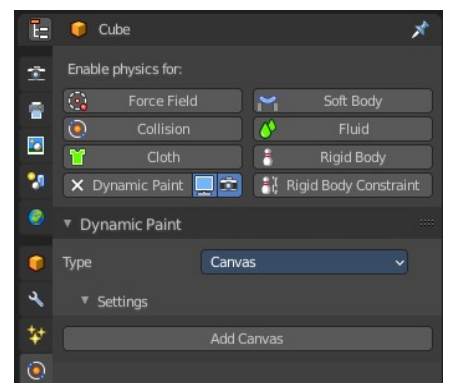 Cube
Enable physics for:
Force Field Soft Body
Collision Fluid
Cloth Rigid Body
Dynamic Paint Rigid Body Constraint
Dynamic Paint
Type Canvas
Settings
Add Canvas